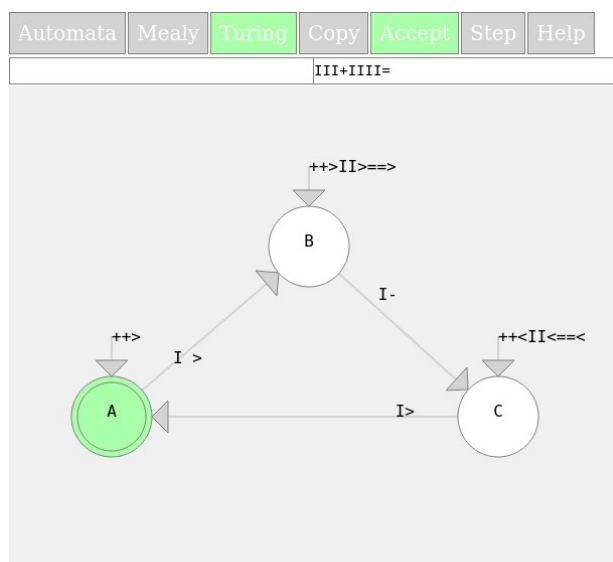 Automata Mealy Turing Copy Accept Step Help
III+IIII=
++>II>==>
B
I-
++>
++<II<==<
I >
A
I>
C